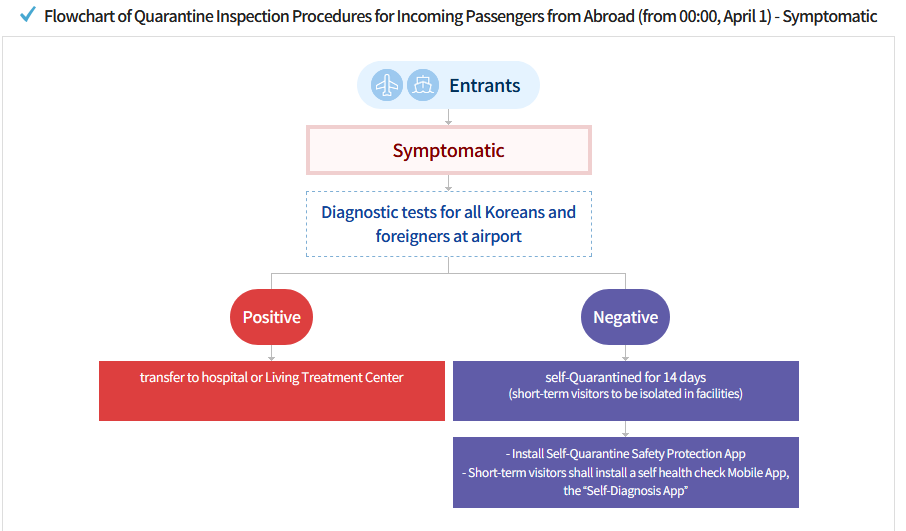 Flowchart of Quarantine Inspection Procedures for Incoming Passengers from Abroad (from 00:00, April 1) - Symptomatic
Entrants
Symptomatic
Diagnostic tests for all Koreans and
foreigners at airport
Positive
Negative
transfer to hospital or Living Treatment Center
self-Quarantined for 14 days
(short-term visitors to be isolated in facilities)
- Install Self-Quarantine Safety Protection App
- Short-term visitors shall install a self health check Mobile App,
the “Self-Diagnosis App”